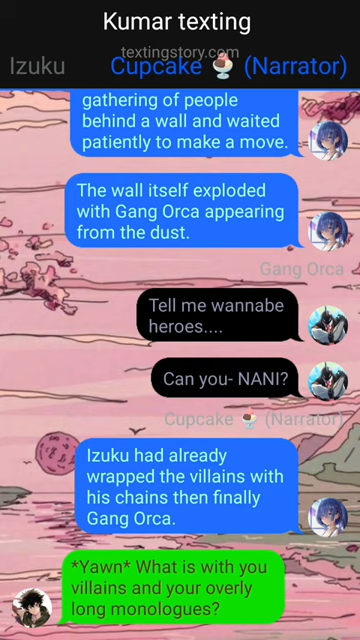 Kumar texting
textingstory.com
Izuku
Cupcake 🍨 (Narrator)
gathering of people
behind a wall and waited
patiently to make a move.
The wall itself exploded
with Gang Orca appearing
from the dust.
Gang Orca
Tell me wannabe
heroes....
Can you- NANI?
Cupcake 🍨 (Narrator)
Izuku had already
wrapped the villains with
his chains then finally
Gang Orca.
*Yawn* What is with you
villains and your overly
long monologues?